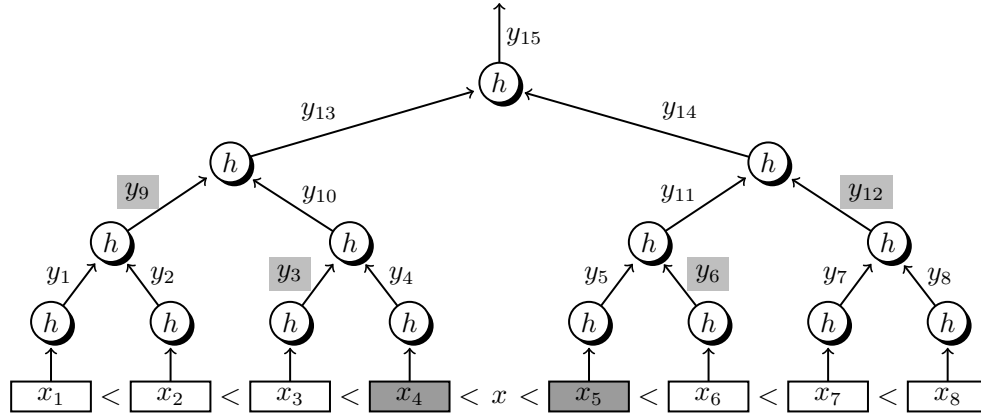 y₁₅
h
y₁₃ y₁₄
h h
y₉ y₁₀ y₁₁ y₁₂
h h h h
y₁ y₂ y₃ y₄ y₅ y₆ y₇ y₈
h h h h h h h h
x₁ < x₂ < x₃ < x₄ < x < x₅ < x₆ < x₇ < x₈